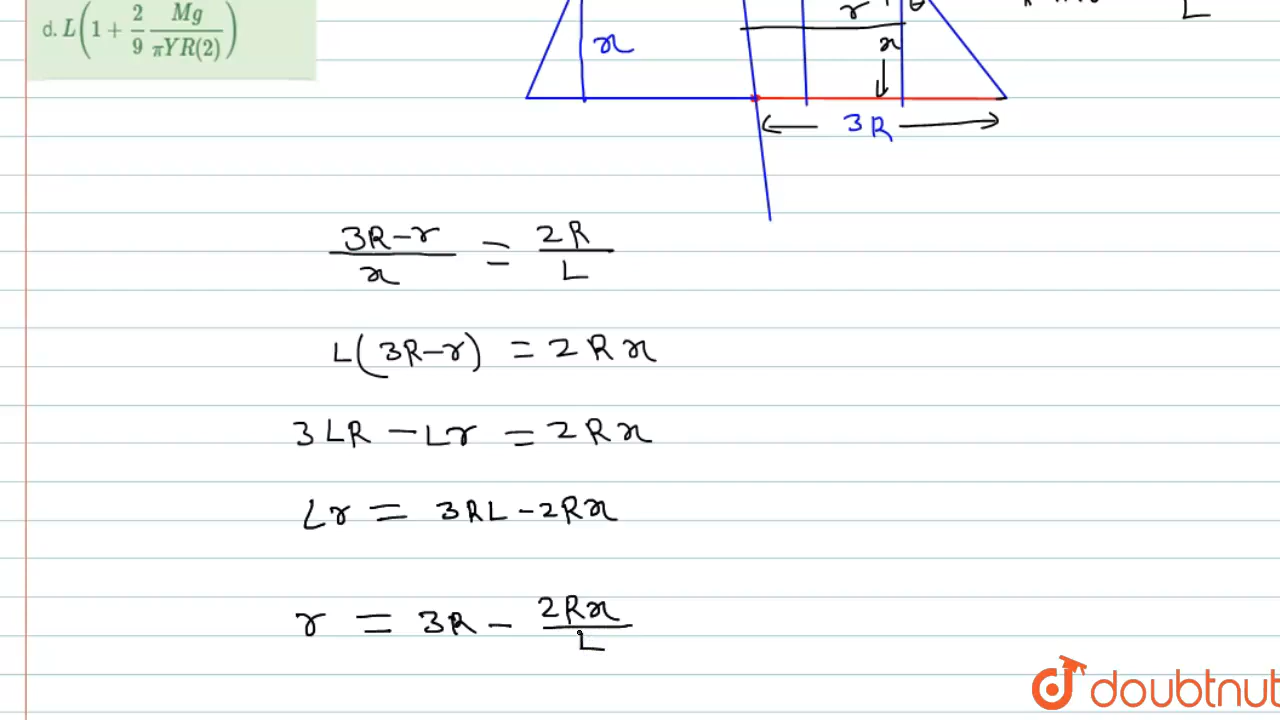 d. L(1 + 2/9 Mg/πYR(2))
L
r
θ
x
x
3R
(3R-r)/x = 2R/L
L(3R-r) = 2Rx
3LR - Lr = 2Rx
Lr = 3RL - 2Rx
r = 3R - 2Rx/L
doubtnut